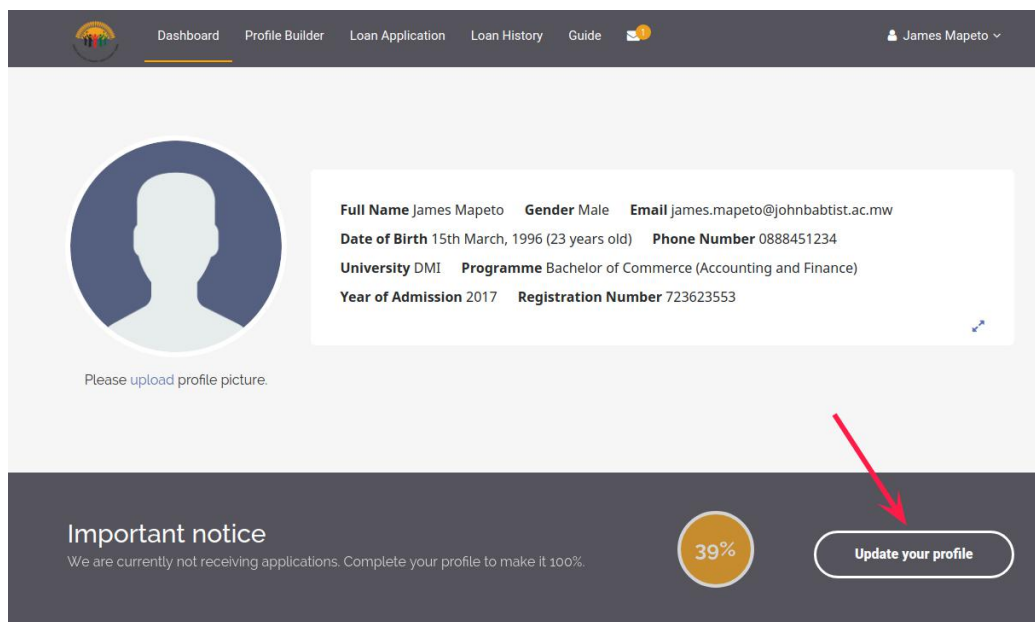 Dashboard Profile Builder Loan Application Loan History Guide 1 James Mapeto
Full Name James Mapeto Gender Male Email james.mapeto@johnbabtist.ac.mw
Date of Birth 15th March, 1996 (23 years old) Phone Number 0888451234
University DMI Programme Bachelor of Commerce (Accounting and Finance)
Year of Admission 2017 Registration Number 723623553
Please upload profile picture.
Important notice
We are currently not receiving applications. Complete your profile to make it 100%.
39%
Update your profile